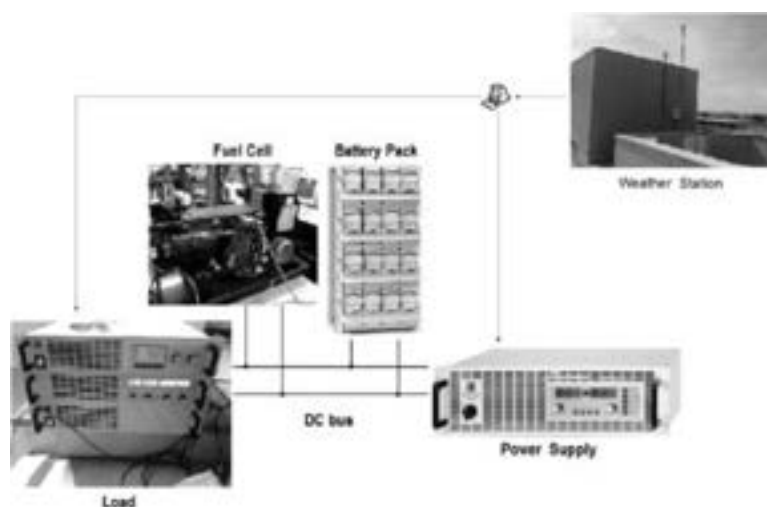 Fuel Cell
Battery Pack
Weather Station
DC bus
Power Supply
Load